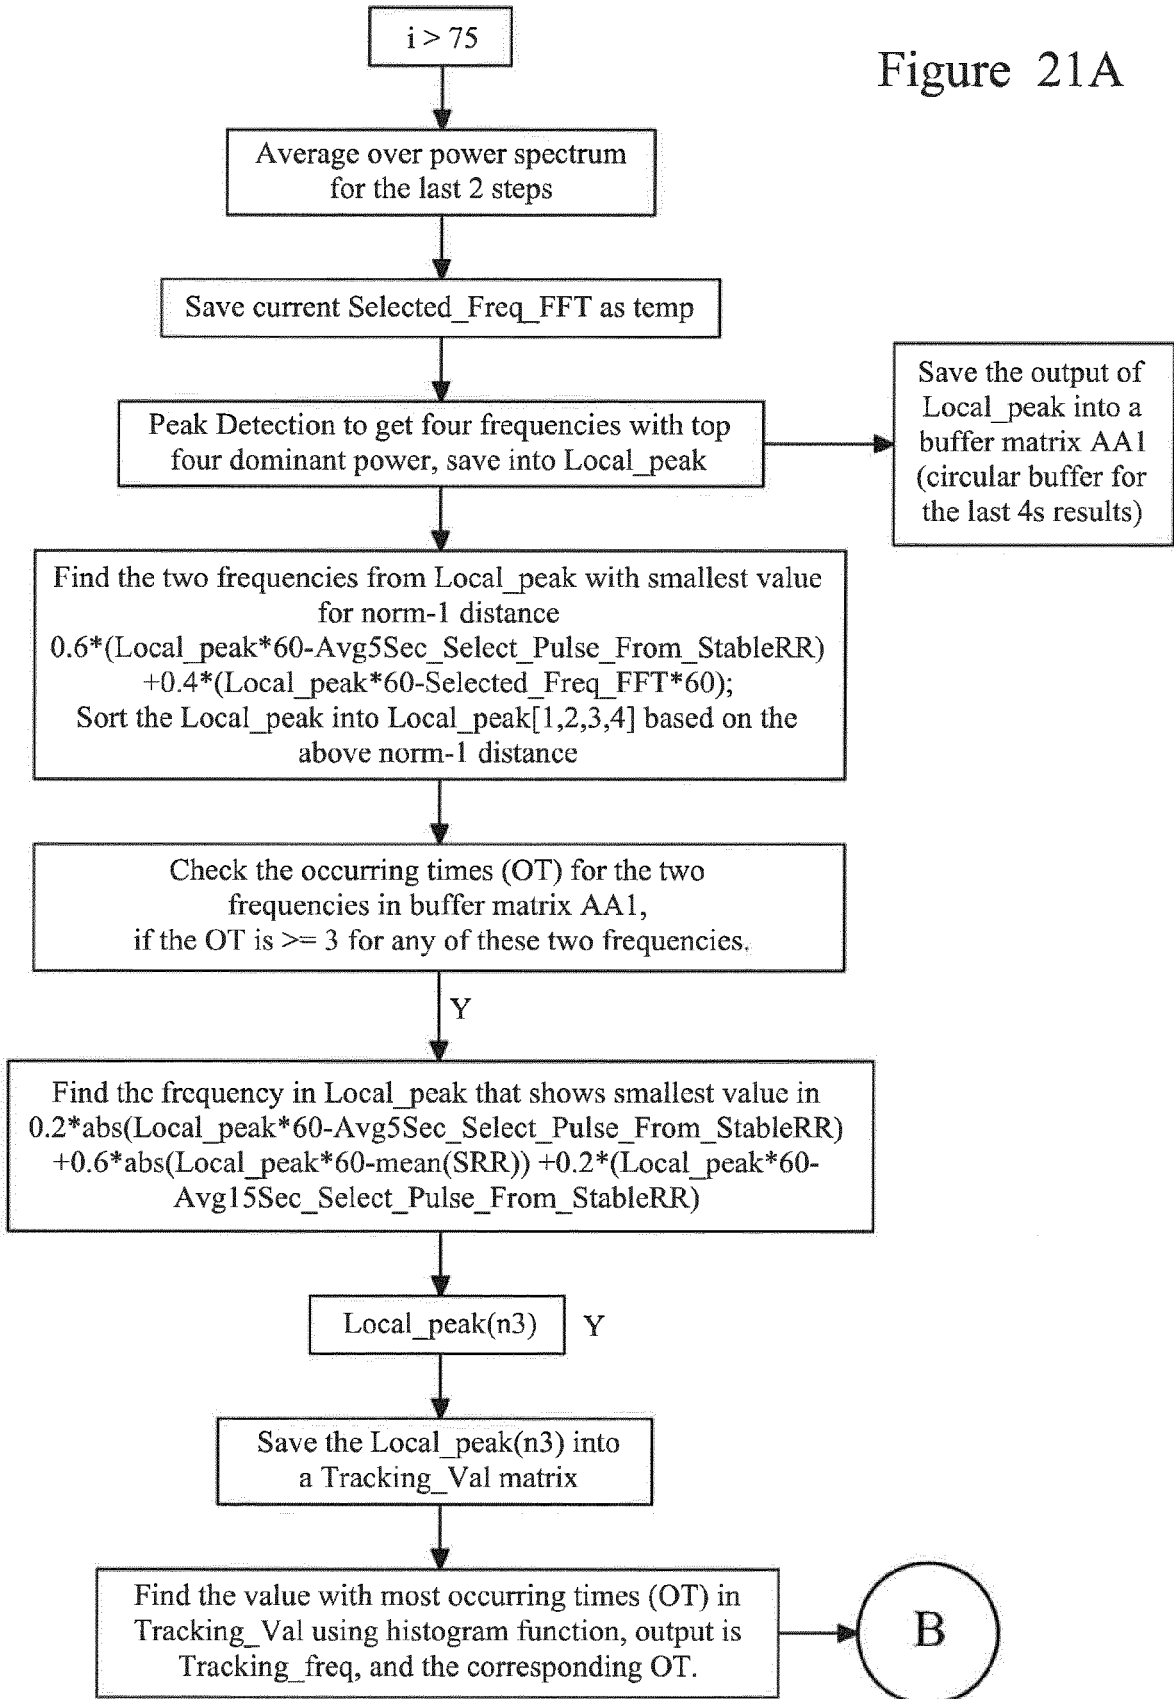 i > 75
Figure 21A
Average over power spectrum
for the last 2 steps
Save current Selected_Freq_FFT as temp
Peak Detection to get four frequencies with top
four dominant power, save into Local_peak
Save the output of
Local_peak into a
buffer matrix AA1
(circular buffer for
the last 4s results)
Find the two frequencies from Local_peak with smallest value
for norm-1 distance
0.6*(Local_peak*60-Avg5Sec_Select_Pulse_From_StableRR)
+0.4*(Local_peak*60-Selected_Freq_FFT*60);
Sort the Local_peak into Local_peak[1,2,3,4] based on the
above norm-1 distance
Check the occurring times (OT) for the two
frequencies in buffer matrix AA1,
if the OT is >= 3 for any of these two frequencies.
Y
Find the frequency in Local_peak that shows smallest value in
0.2*abs(Local_peak*60-Avg5Sec_Select_Pulse_From_StableRR)
+0.6*abs(Local_peak*60-mean(SRR)) +0.2*(Local_peak*60-
Avg15Sec_Select_Pulse_From_StableRR)
Local_peak(n3)
Y
Save the Local_peak(n3) into
a Tracking_Val matrix
Find the value with most occurring times (OT) in
Tracking_Val using histogram function, output is
Tracking_freq, and the corresponding OT.
B